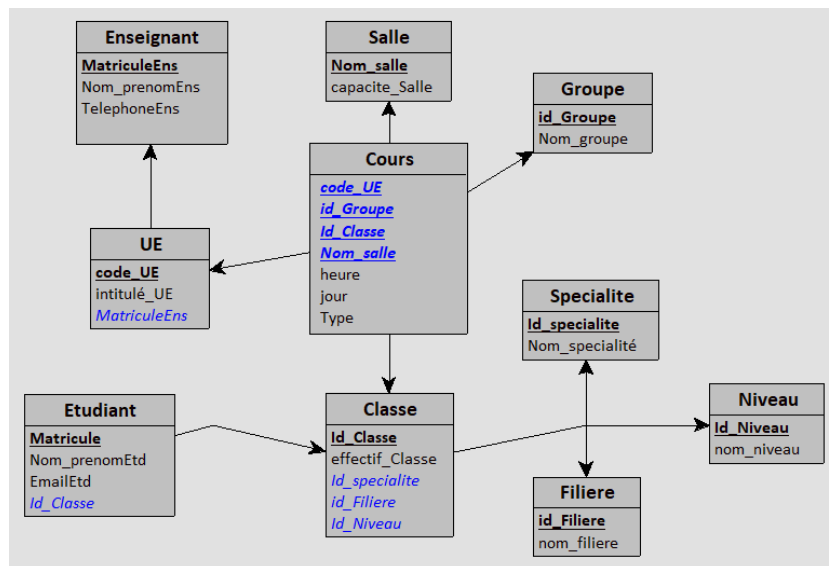 Enseignant
MatriculeEns
Nom_prenomEns
TelephoneEns
Salle
Nom_salle
capacite_Salle
Groupe
id_Groupe
Nom_groupe
Cours
code_UE
id_Groupe
Id_Classe
Nom_salle
heure
jour
Type
UE
code_UE
intitulé_UE
MatriculeEns
Specialite
Id_specialite
Nom_specialité
Etudiant
Matricule
Nom_prenomEtd
EmailEtd
Id_Classe
Classe
Id_Classe
effectif_Classe
Id_specialite
id_Filiere
Id_Niveau
Niveau
Id_Niveau
nom_niveau
Filiere
id_Filiere
nom_filiere